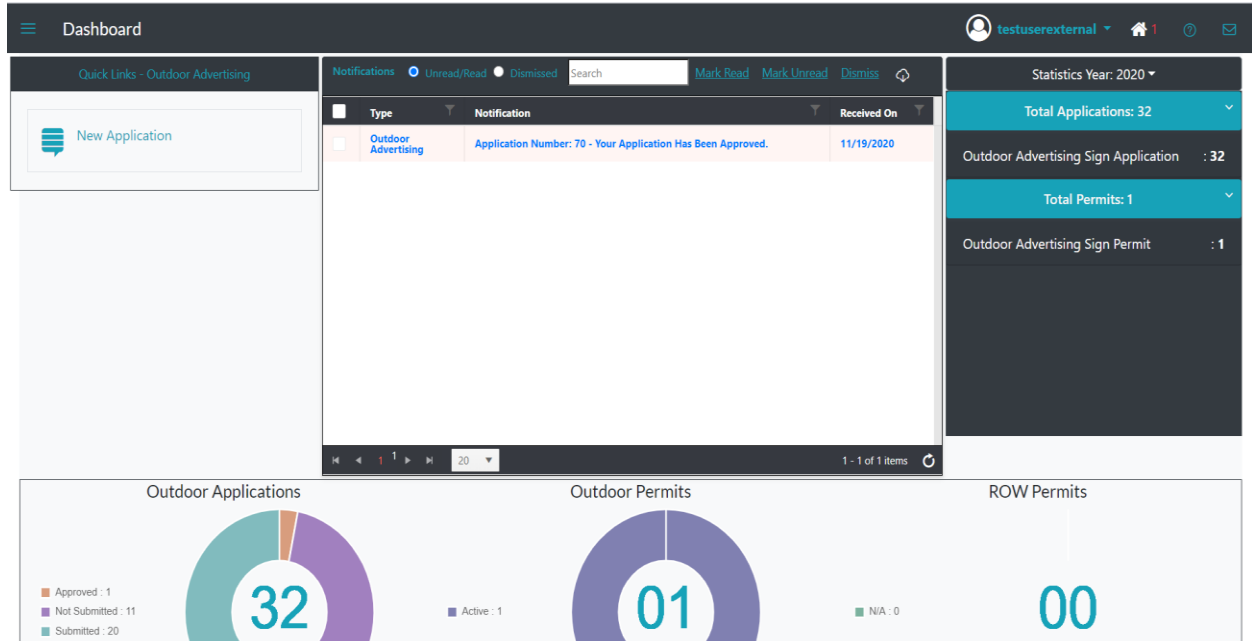 Dashboard
testuserexternal
1
Quick Links - Outdoor Advertising
New Application
Notifications Unread/Read Dismissed Search Mark Read Mark Unread Dismiss
Type Notification Received On
Outdoor Advertising
Application Number: 70 - Your Application Has Been Approved.
11/19/2020
1 1 20 1 - 1 of 1 items
Statistics Year: 2020
Total Applications: 32
Outdoor Advertising Sign Application : 32
Total Permits: 1
Outdoor Advertising Sign Permit : 1
Outdoor Applications
Approved : 1
Not Submitted : 11
Submitted : 20
32
Outdoor Permits
Active : 1
01
ROW Permits
N/A : 0
00